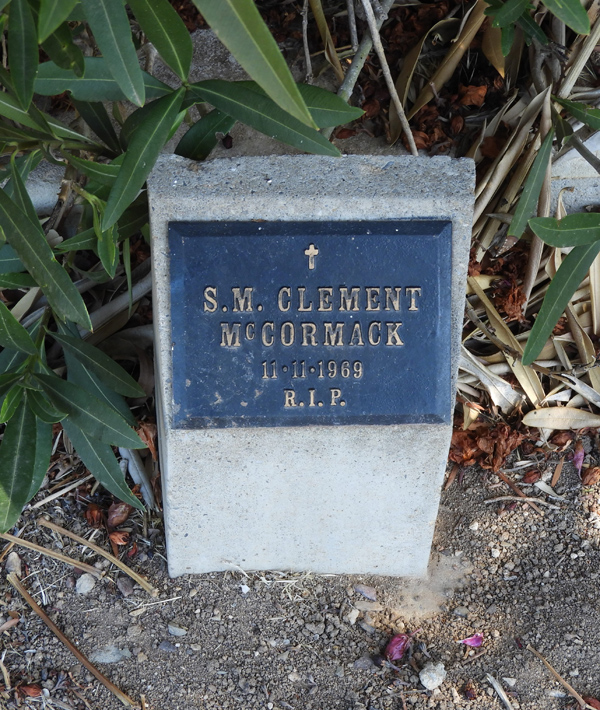 S.M. CLEMENT
McCORMACK
11·11·1969
R.I.P.